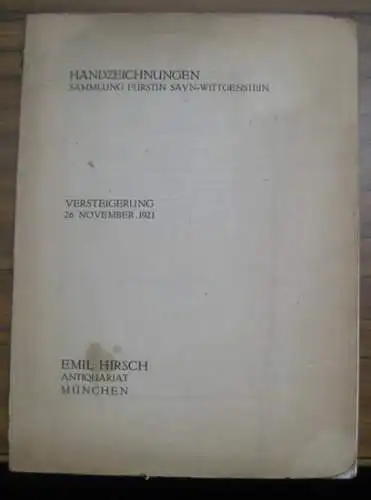 HANDZEICHNUNGEN
SAMMLUNG FÜRSTIN SAYN-WITTGENSTEIN
VERSTEIGERUNG
26 NOVEMBER 1921
EMIL HIRSCH
ANTIQUARIAT
MÜNCHEN